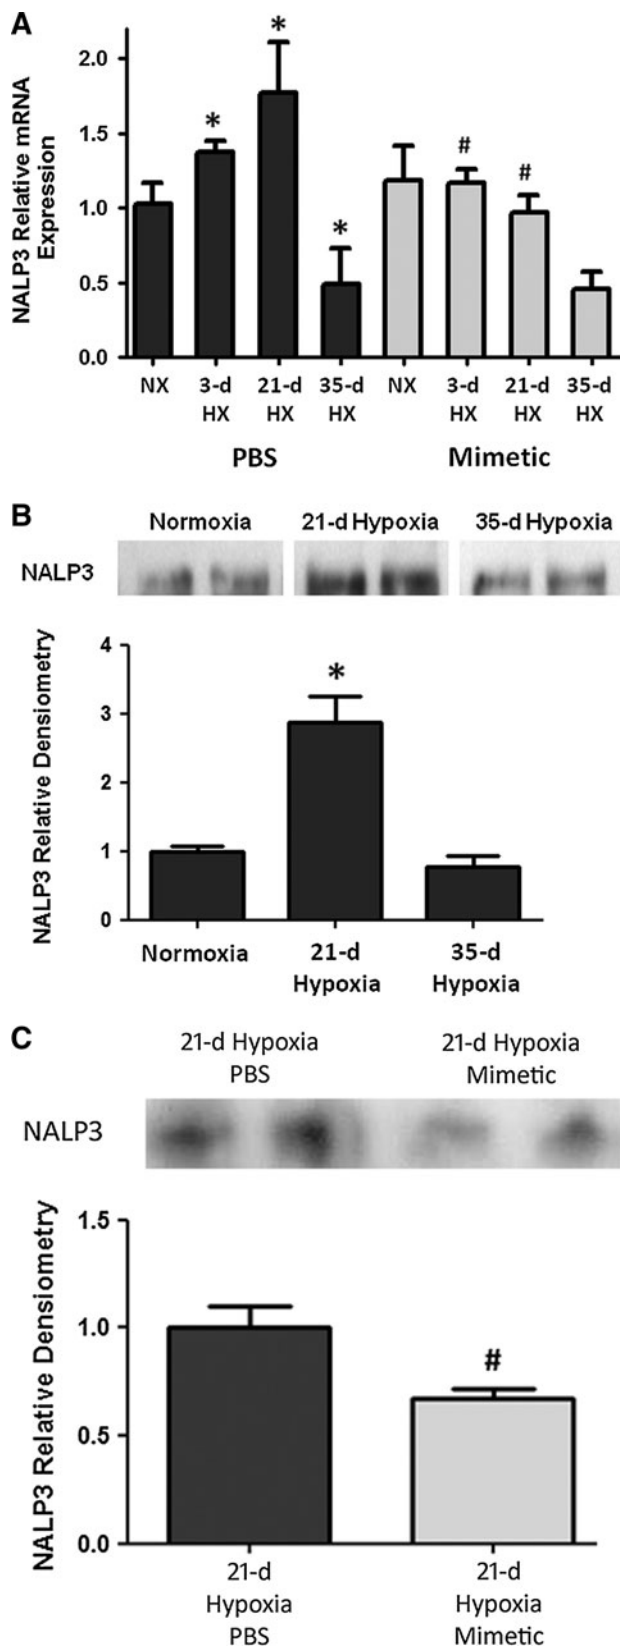 A
NALP3 Relative mRNA
Expression
2.0
1.5
1.0
0.5
0.0
* * * # #
NX 3-d 21-d 35-d NX 3-d 21-d 35-d
HX HX HX HX HX HX
PBS Mimetic
B
Normoxia 21-d Hypoxia 35-d Hypoxia
NALP3
NALP3 Relative Densiometry
4
3
2
1
0
*
Normoxia 21-d 35-d
Hypoxia Hypoxia
C
21-d Hypoxia 21-d Hypoxia
PBS Mimetic
NALP3
NALP3 Relative Densiometry
1.5
1.0
0.5
0.0
#
21-d 21-d
Hypoxia Hypoxia
PBS Mimetic